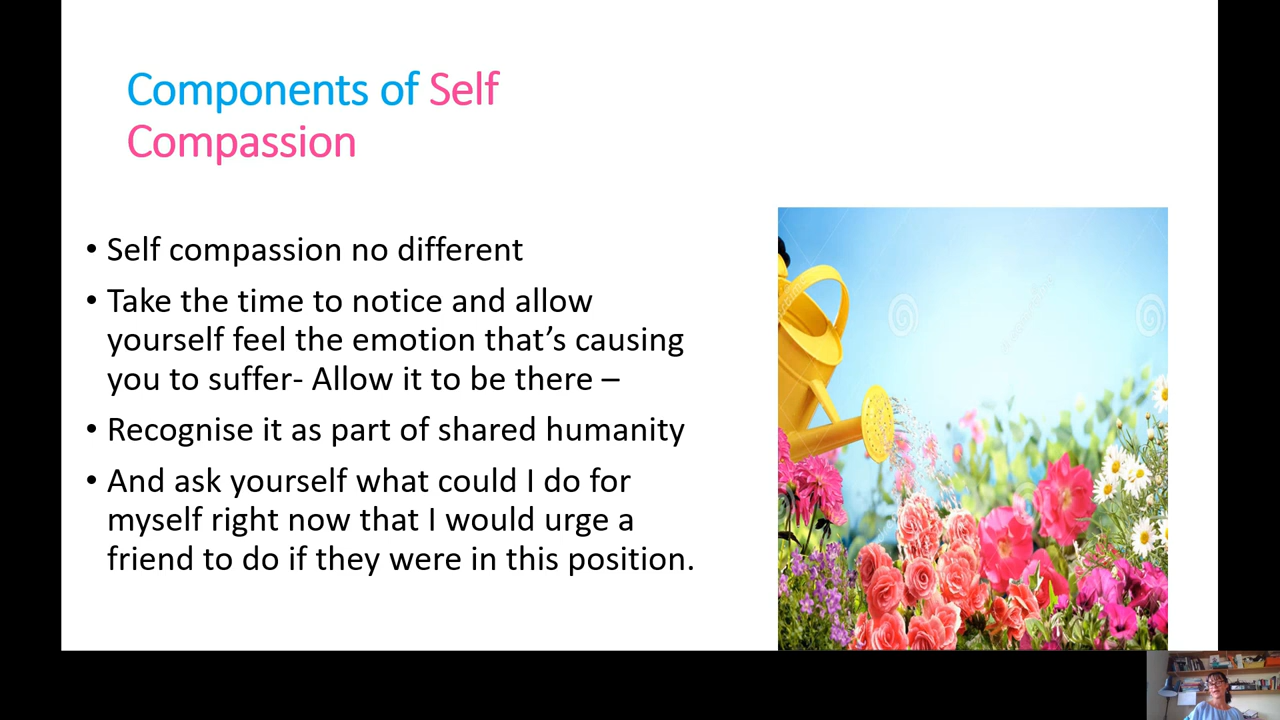 Components of Self
Compassion
• Self compassion no different
• Take the time to notice and allow
yourself feel the emotion that’s causing
you to suffer- Allow it to be there –
• Recognise it as part of shared humanity
• And ask yourself what could I do for
myself right now that I would urge a
friend to do if they were in this position.